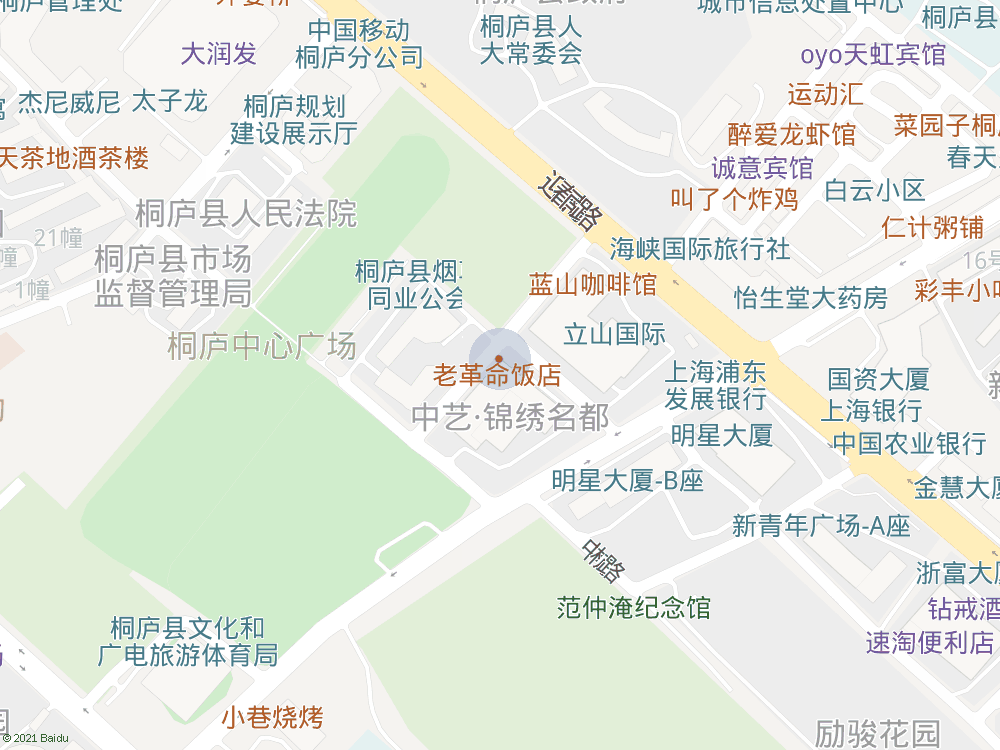 中国移动
桐庐分公司
桐庐县人
大常委会
大润发
oyo天虹宾馆
运动汇
杰尼威尼
太子龙
桐庐规划
建设展示厅
醉爱龙虾馆
菜园子桐庐
天茶地酒茶楼
诚意宾馆
春天
叫了个炸鸡
白云小区
迎春南路
桐庐县人民法院
仁计粥铺
21幢
海峡国际旅行社
16号
桐庐县市场
监督管理局
1幢
桐庐县烟
同业公会
蓝山咖啡馆
怡生堂大药房
彩丰小
立山国际
桐庐中心广场
老革命饭店
上海浦东
发展银行
国资大厦
上海银行
中艺·锦绣名都
明星大厦
中国农业银行
明星大厦-B座
金慧大厦
新青年广场-A座
中杭路
浙富大厦
范仲淹纪念馆
钻戒酒
桐庐县文化和
广电旅游体育局
速淘便利店
小巷烧烤
励骏花园
© 2021 Baidu